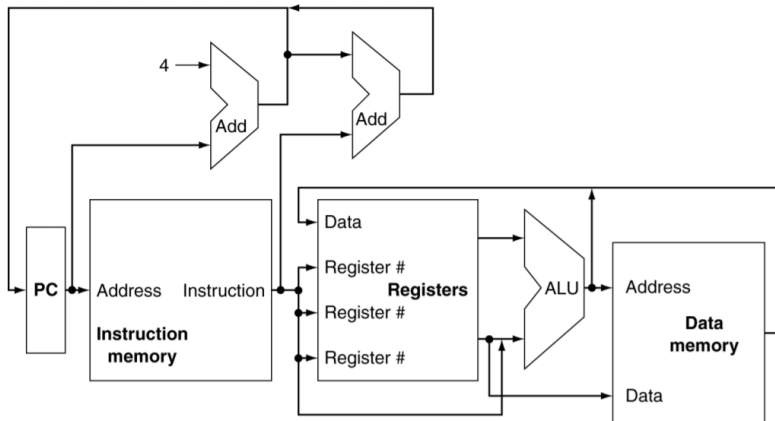 4
Add
Add
PC
Address
Instruction
Instruction
memory
Data
Register #
Registers
Register #
Register #
ALU
Address
Data
memory
Data